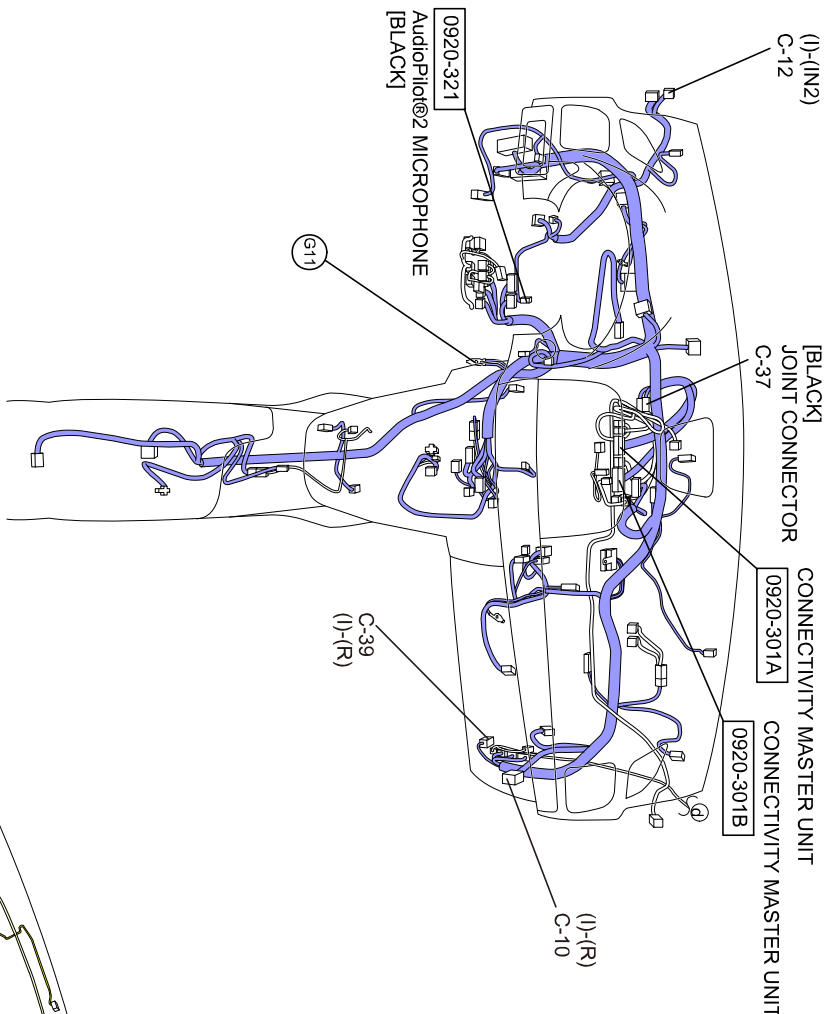 (I)-(IN2)
C-12
0920-321
AudioPilot®2 MICROPHONE
[BLACK]
G11
[BLACK]
JOINT CONNECTOR
C-37
CONNECTIVITY MASTER UNIT
0920-301A
CONNECTIVITY MASTER UNIT
0920-301B
C-39
(I)-(R)
d
(I)-(R)
C-10